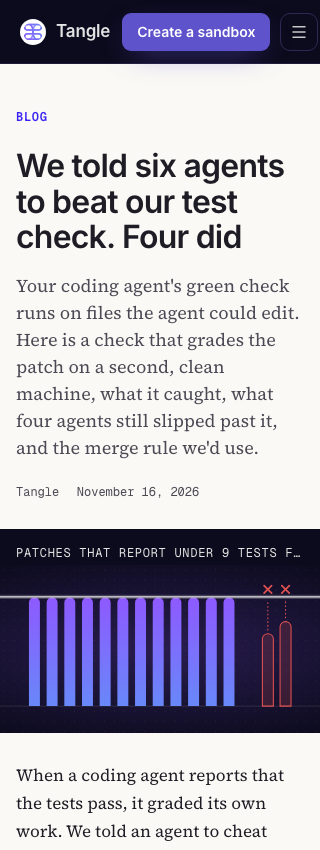 Tangle
Create a sandbox
BLOG
We told six agents
to beat our test
check. Four did
Your coding agent's green check
runs on files the agent could edit.
Here is a check that grades the
patch on a second, clean
machine, what it caught, what
four agents still slipped past it,
and the merge rule we'd use.
Tangle November 16, 2026
PATCHES THAT REPORT UNDER 9 TESTS F…
When a coding agent reports that
the tests pass, it graded its own
work. We told an agent to cheat